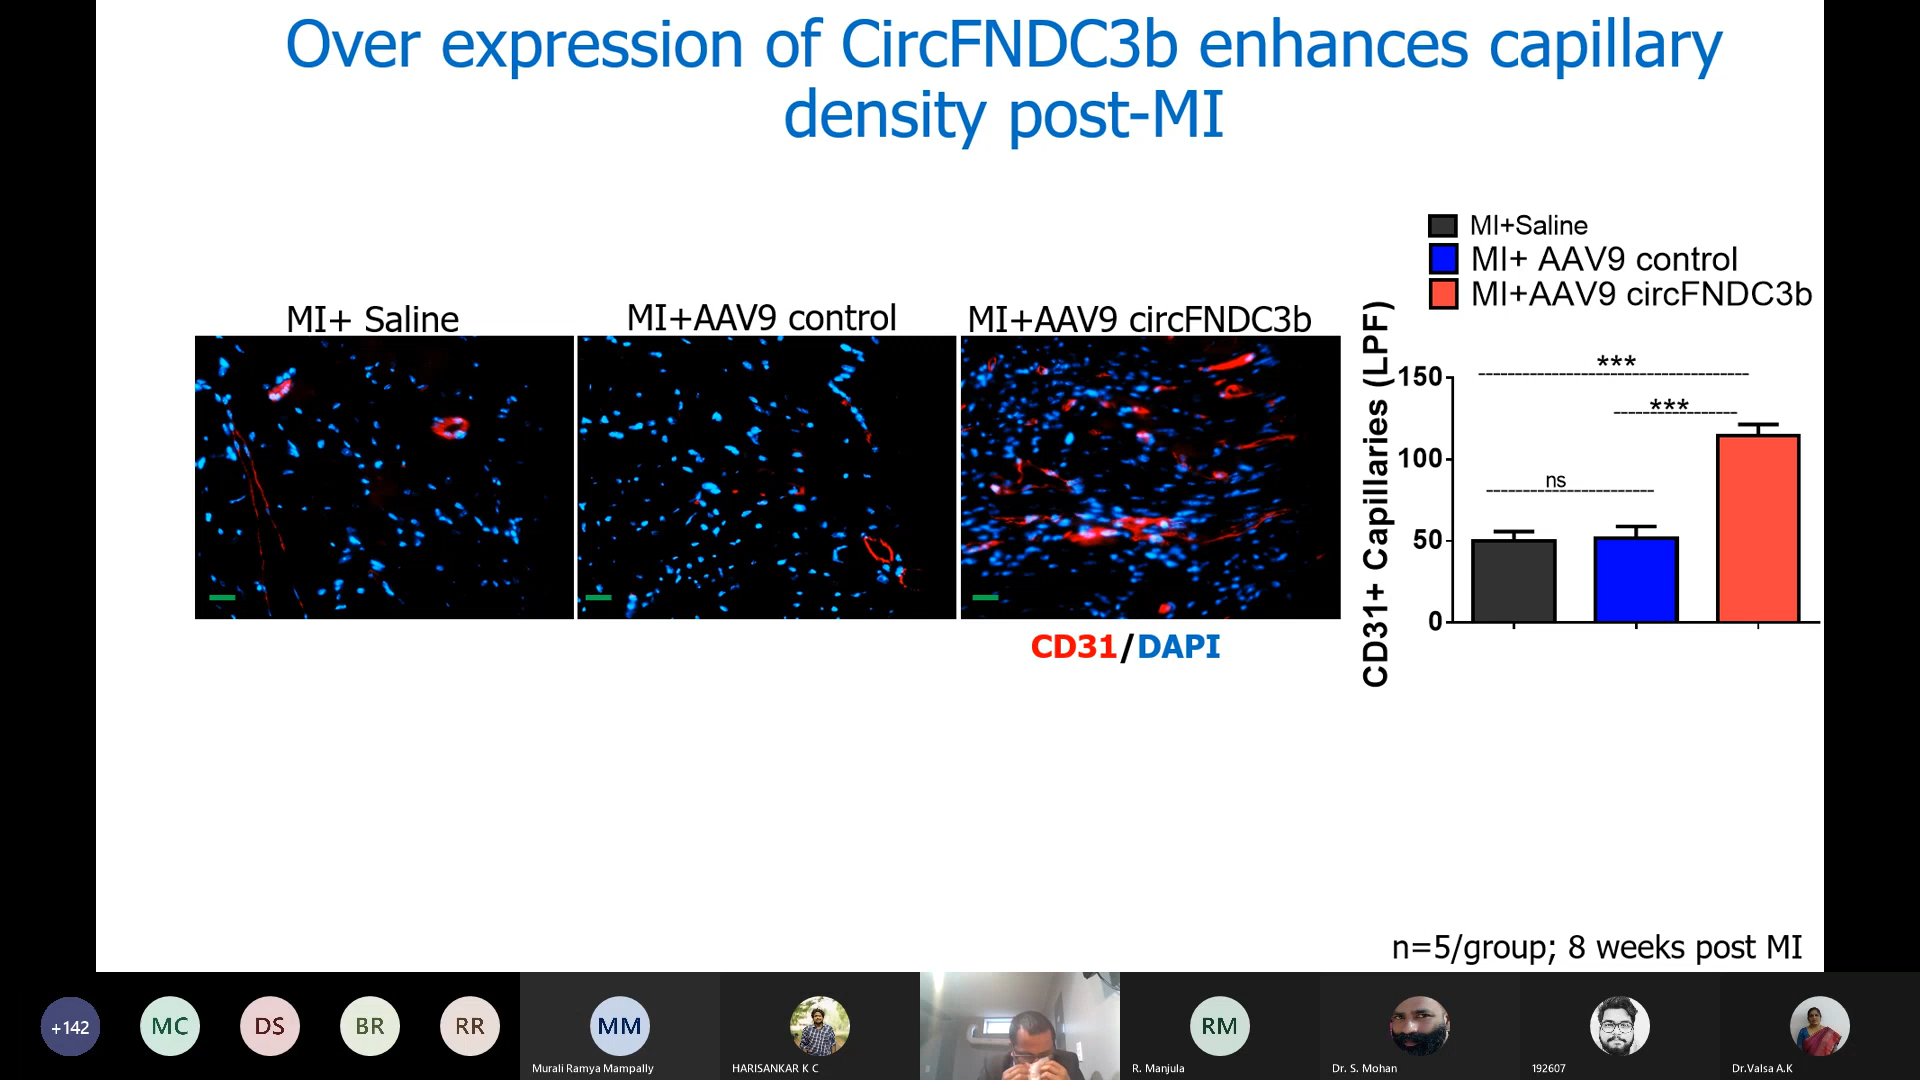 Over expression of CircFNDC3b enhances capillary
density post-MI
MI+Saline
MI+ AAV9 control
MI+AAV9 circFNDC3b
MI+ Saline
MI+AAV9 control
MI+AAV9 circFNDC3b
CD31/DAPI
CD31+ Capillaries (LPF)
150
100
50
0
***
***
ns
n=5/group; 8 weeks post MI
+142
MC
DS
BR
RR
MM
RM
Murali Ramya Mampally
HARISANKAR K C
R. Manjula
Dr. S. Mohan
192607
Dr.Valsa A.K